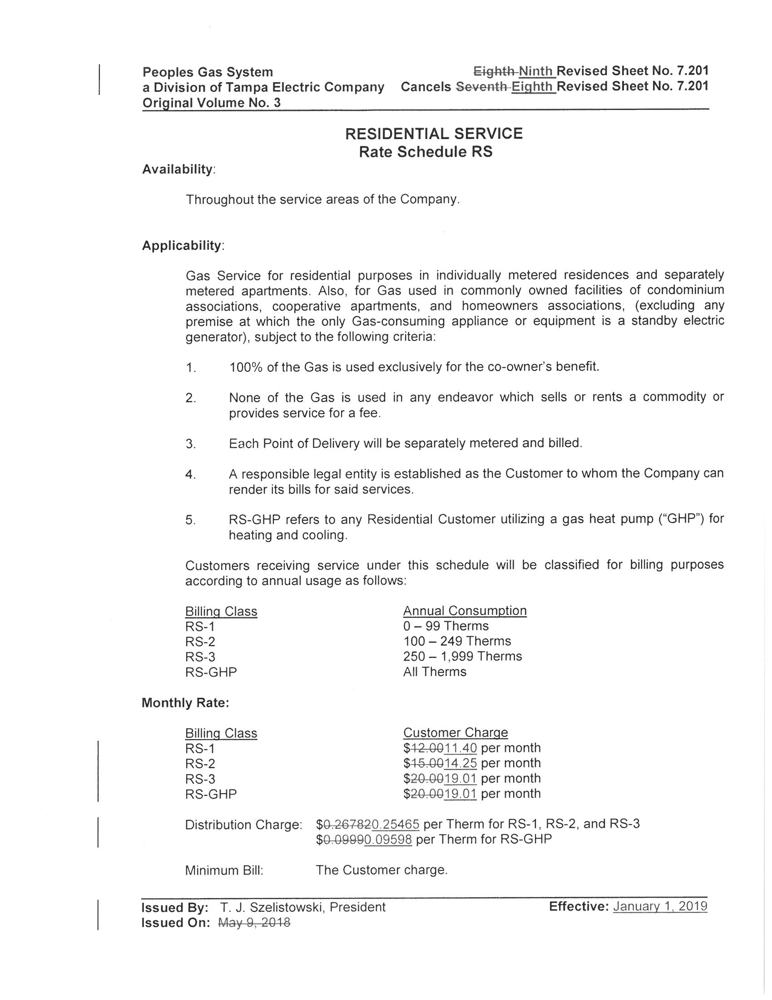 Peoples Gas System
a Division of Tampa Electric Company
Original Volume No. 3
Eighth Ninth Revised Sheet No. 7.201
Cancels Seventh Eighth Revised Sheet No. 7.201
RESIDENTIAL SERVICE
Rate Schedule RS
Availability:
Throughout the service areas of the Company.
Applicability:
Gas Service for residential purposes in individually metered residences and separately
metered apartments. Also, for Gas used in commonly owned facilities of condominium
associations, cooperative apartments, and homeowners associations, (excluding any
premise at which the only Gas-consuming appliance or equipment is a standby electric
generator), subject to the following criteria:
1. 100% of the Gas is used exclusively for the co-owner's benefit.
2. None of the Gas is used in any endeavor which sells or rents a commodity or
provides service for a fee.
3. Each Point of Delivery will be separately metered and billed.
4. A responsible legal entity is established as the Customer to whom the Company can
render its bills for said services.
5. RS-GHP refers to any Residential Customer utilizing a gas heat pump (“GHP”) for
heating and cooling.
Customers receiving service under this schedule will be classified for billing purposes
according to annual usage as follows:
Billing Class Annual Consumption
RS-1 0 – 99 Therms
RS-2 100 – 249 Therms
RS-3 250 – 1,999 Therms
RS-GHP All Therms
Monthly Rate:
Billing Class Customer Charge
RS-1 $12.0011.40 per month
RS-2 $15.0014.25 per month
RS-3 $20.0019.01 per month
RS-GHP $20.0019.01 per month
Distribution Charge: $0.267820.25465 per Therm for RS-1, RS-2, and RS-3
$0.09990.09598 per Therm for RS-GHP
Minimum Bill: The Customer charge.
Issued By: T. J. Szelistowski, President Effective: January 1, 2019
Issued On: May 9, 2018